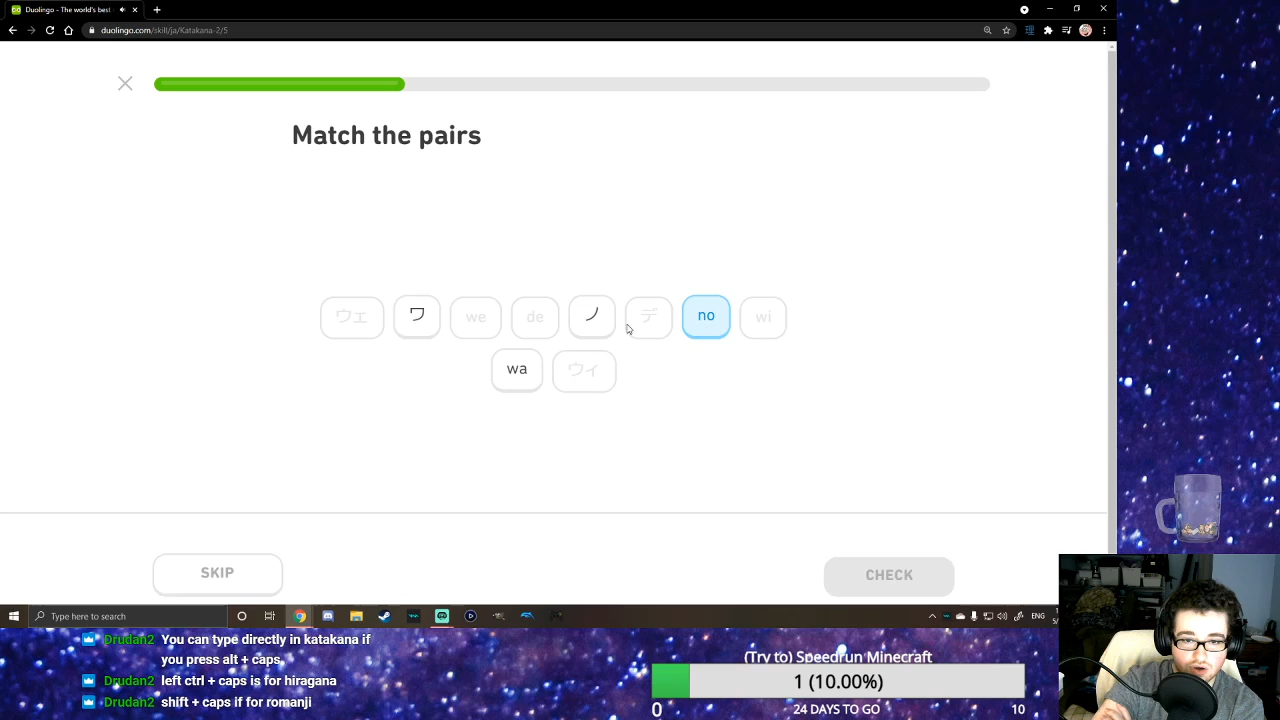 Duolingo - The world's best
duolingo.com/skill/ja/Katakana-2/5
Match the pairs
ウェ ワ we de ノ デ no wi
wa ウィ
SKIP
CHECK
Type here to search
ENG
Drudan2 You can type directly in katakana if
you press alt + caps
Drudan2 left ctrl + caps is for hiragana
Drudan2 shift + caps if for romanji
(Try to) Speedrun Minecraft
1 (10.00%)
0 24 DAYS TO GO 10